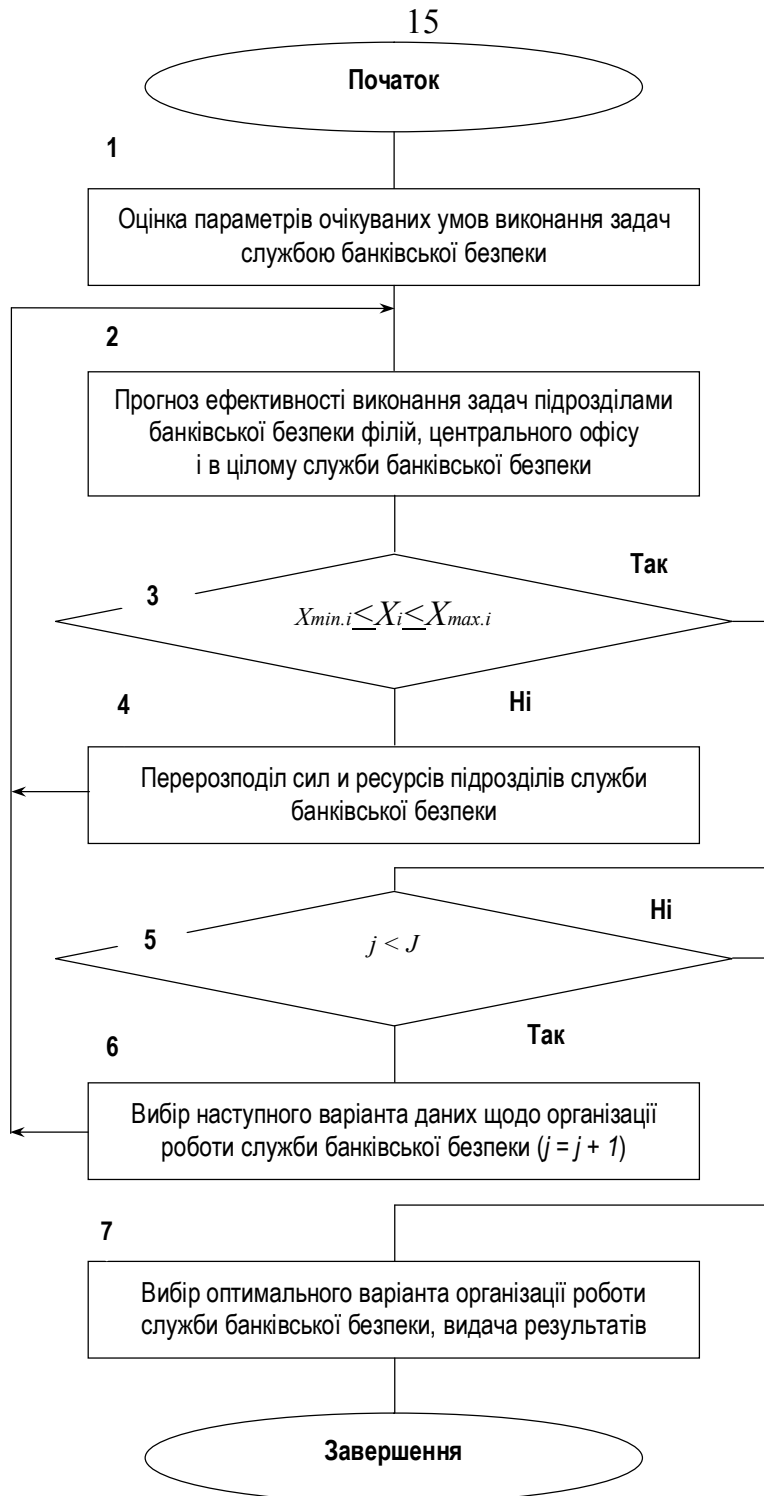 15
Початок
1
Оцінка параметрів очікуваних умов виконання задач
службою банківської безпеки
2
Прогноз ефективності виконання задач підрозділами
банківської безпеки філій, центрального офісу
і в цілому служби банківської безпеки
Так
3
Xmin.i≤Xi≤Xmax.i
Ні
4
Перерозподіл сил и ресурсів підрозділів служби
банківської безпеки
Ні
5
j < J
Так
6
Вибір наступного варіанта даних щодо організації
роботи служби банківської безпеки (j = j + 1)
7
Вибір оптимального варіанта організації роботи
служби банківської безпеки, видача результатів
Завершення